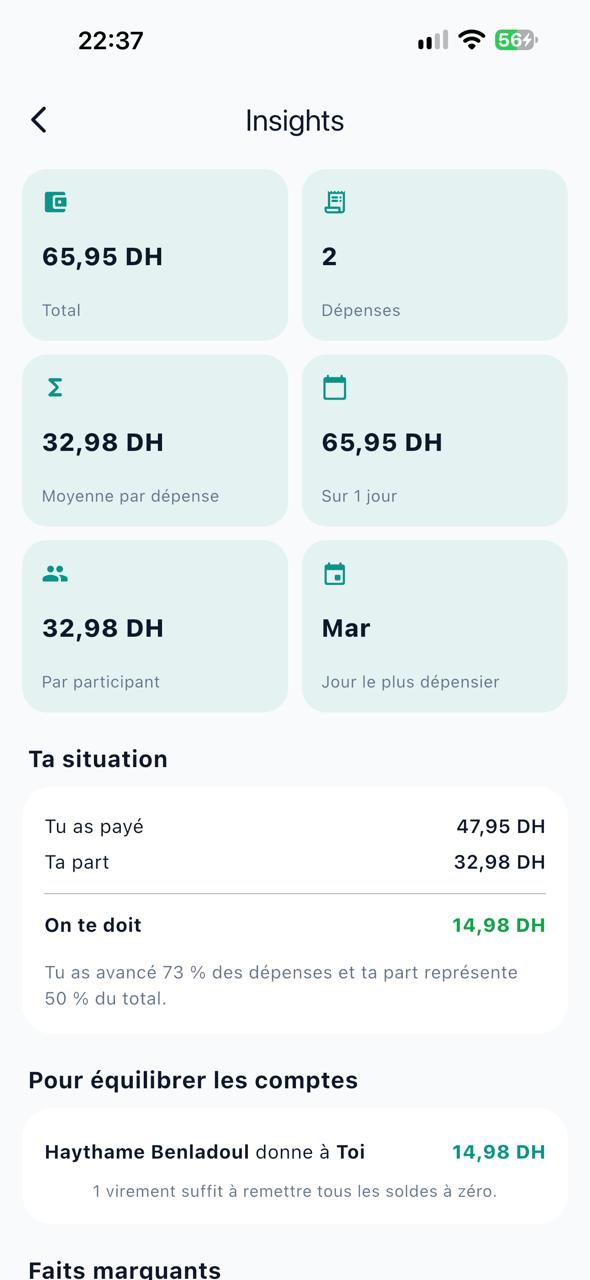 22:37
56
Insights
65,95 DH
Total
2
Dépenses
Σ
32,98 DH
Moyenne par dépense
65,95 DH
Sur 1 jour
32,98 DH
Par participant
Mar
Jour le plus dépensier
Ta situation
Tu as payé 47,95 DH
Ta part 32,98 DH
On te doit 14,98 DH
Tu as avancé 73 % des dépenses et ta part représente
50 % du total.
Pour équilibrer les comptes
Haythame Benladoul donne à Toi 14,98 DH
1 virement suffit à remettre tous les soldes à zéro.
Faits marquants